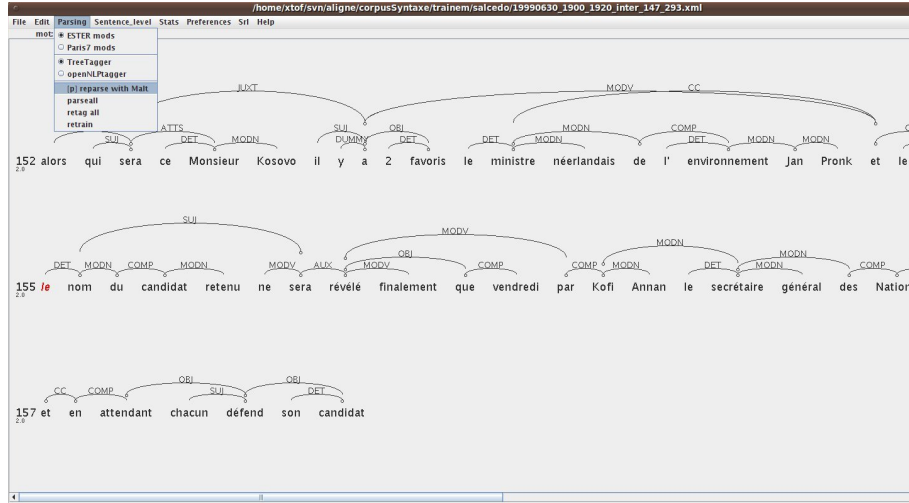 /home/xtof/svn/aligne/corpusSyntaxe/trainem/salcedo/19990630_1900_1920_inter_147_293.xml
File Edit Parsing Sentence_level Stats Preferences Srl Help
mot:
ESTER mods
Paris7 mods
TreeTagger
openNLPtagger
[p] reparse with Malt
parseall
retag all
retrain
JUXT MODV CC
ATTS SUJ OBJ MODN COMP
SUJ DET MODN DUMMY DET DET MODN DET MODN MODN
152 alors qui sera ce Monsieur Kosovo il y a 2 favoris le ministre néerlandais de l' environnement Jan Pronk et le
2.0
SUJ
MODV
OBJ MODN
MODN
DET MODN COMP MODN MODV AUX MODV COMP COMP MODN DET MODN COMP
155 le nom du candidat retenu ne sera révélé finalement que vendredi par Kofi Annan le secrétaire général des Nation
2.0
OBJ OBJ
CC COMP SUJ DET
157 et en attendant chacun défend son candidat
2.0